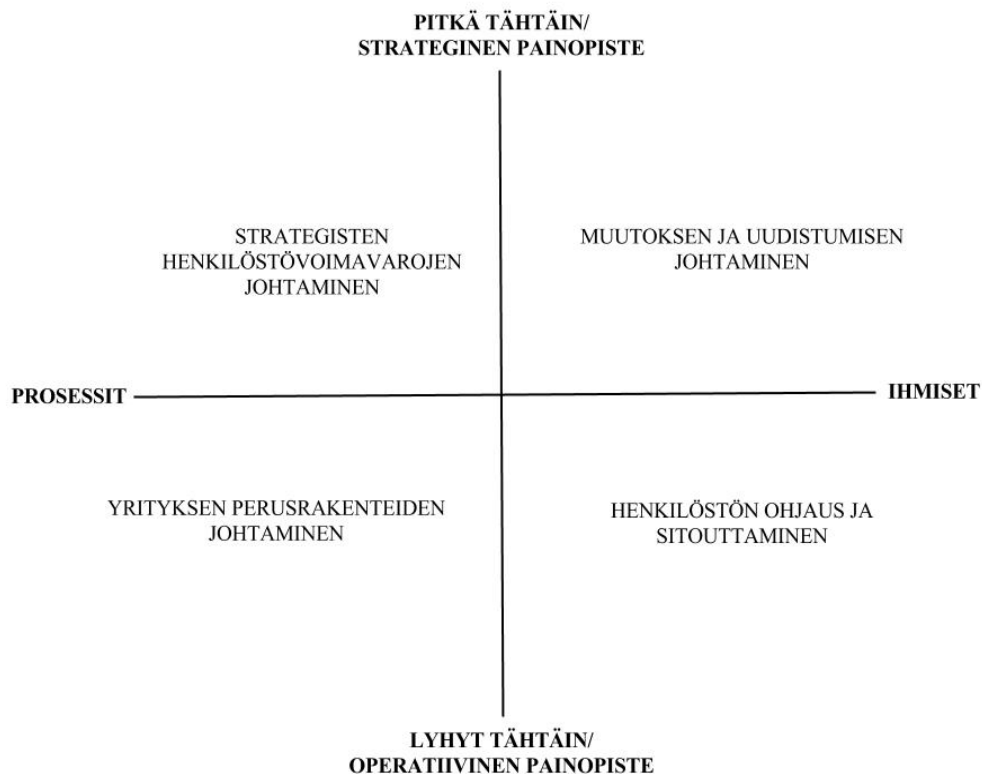 PITKÄ TÄHTÄIN/
STRATEGINEN PAINOPISTE
STRATEGISTEN
HENKILÖSTÖVOIMAVAROJEN
JOHTAMINEN
MUUTOKSEN JA UUDISTUMISEN
JOHTAMINEN
PROSESSIT
IHMISET
YRITYKSEN PERUSRAKENTEIDEN
JOHTAMINEN
HENKILÖSTÖN OHJAUS JA
SITOUTTAMINEN
LYHYT TÄHTÄIN/
OPERATIIVINEN PAINOPISTE